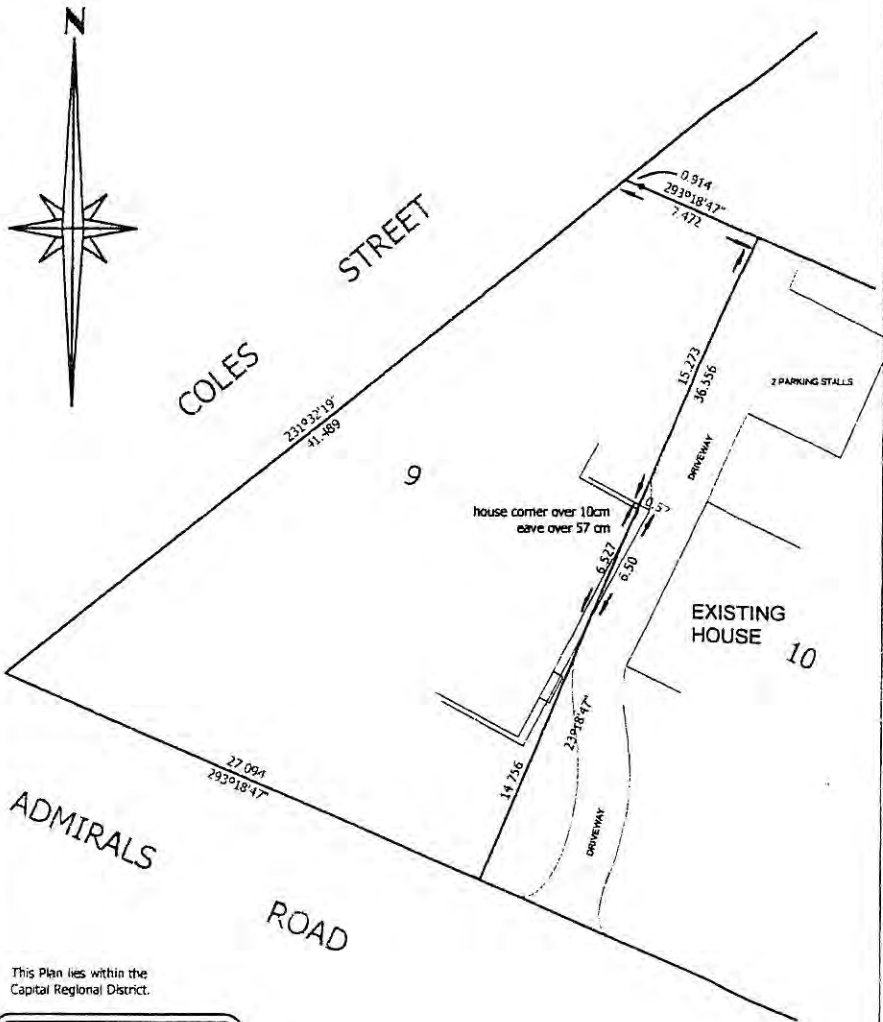 N
0.914
293°18'47"
7.472
STREET
COLES
231°32'19"
41.489
9
15.273
36.556
2 PARKING STALLS
DRIVEWAY
house corner over 10cm
eave over 57 cm
0.57
6.527
6.50
EXISTING
HOUSE
10
23°18'47"
14.756
27.094
293°18'47"
DRIVEWAY
ADMIRALS
ROAD
This Plan lies within the
Capital Regional District.